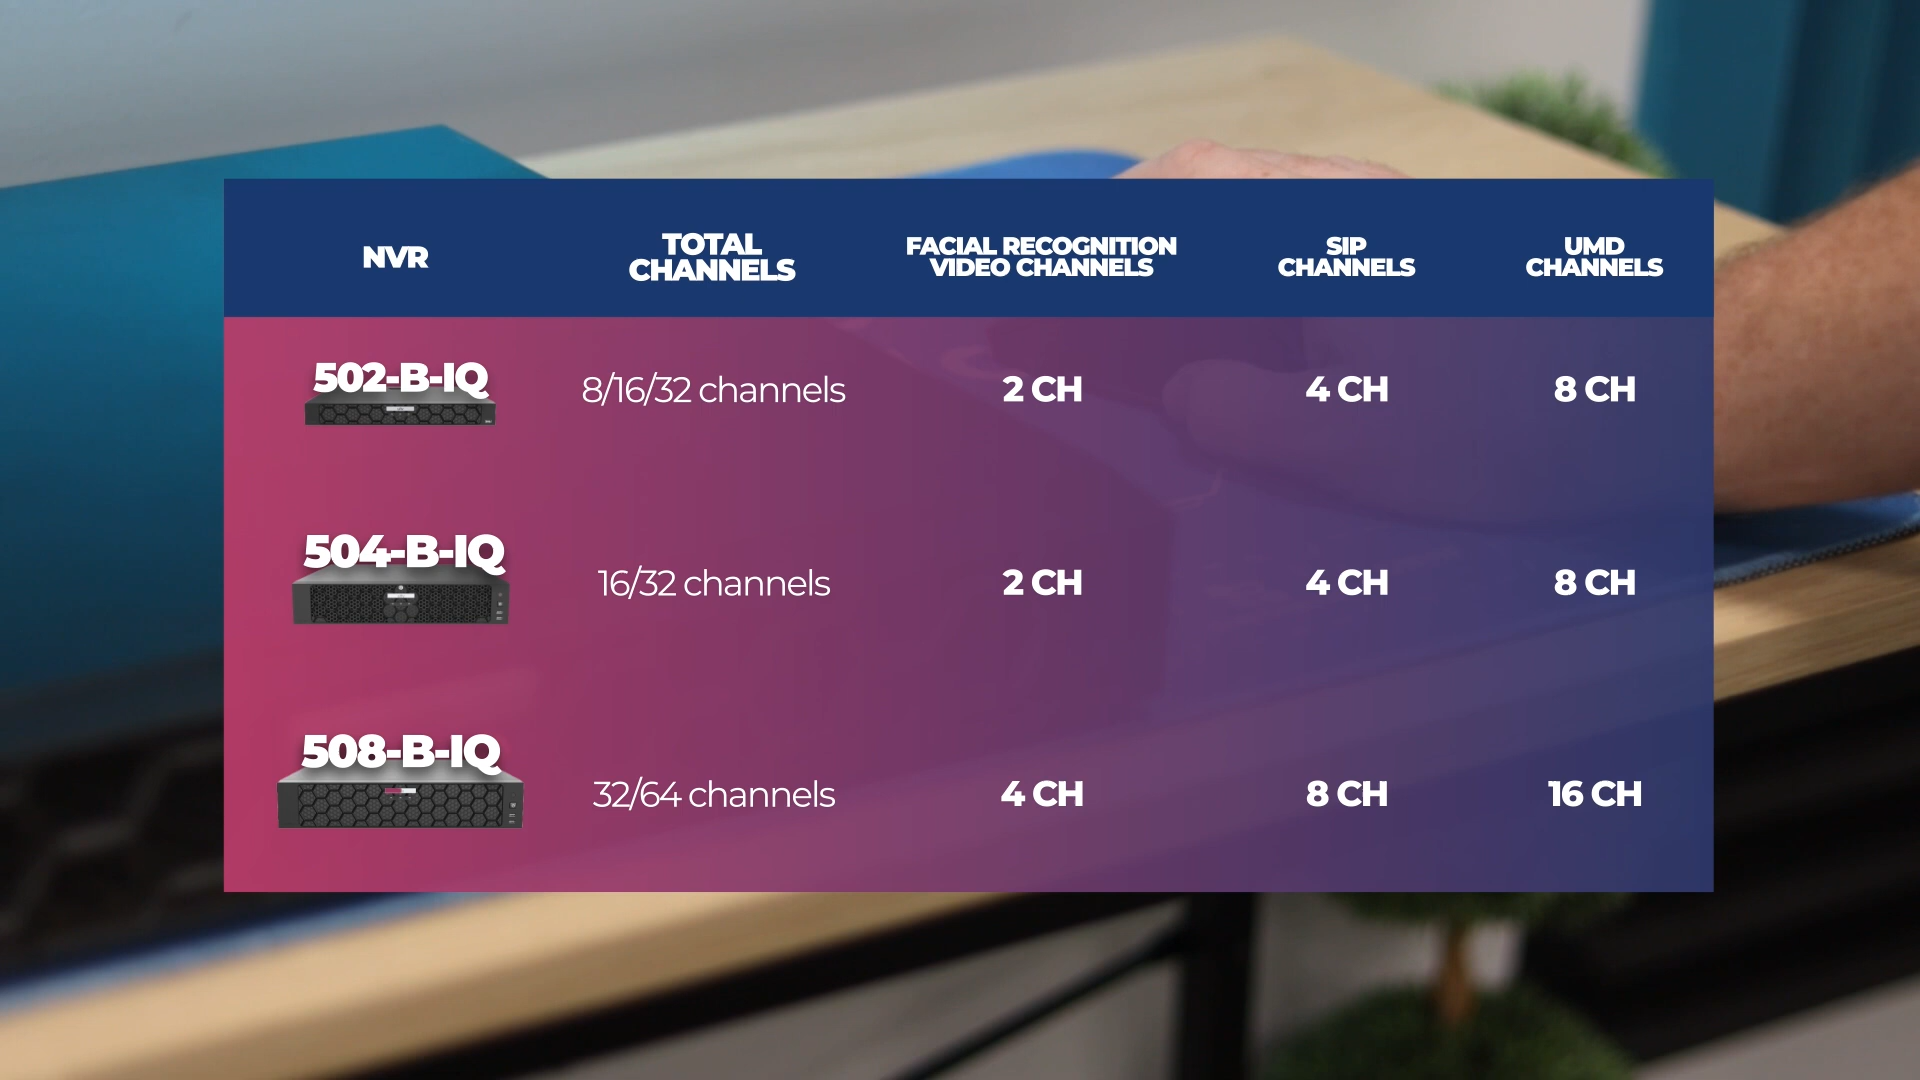 NVR
TOTAL
CHANNELS
FACIAL RECOGNITION
VIDEO CHANNELS
SIP
CHANNELS
UMD
CHANNELS
502-B-IQ
8/16/32 channels
2 CH
4 CH
8 CH
504-B-IQ
16/32 channels
2 CH
4 CH
8 CH
508-B-IQ
32/64 channels
4 CH
8 CH
16 CH